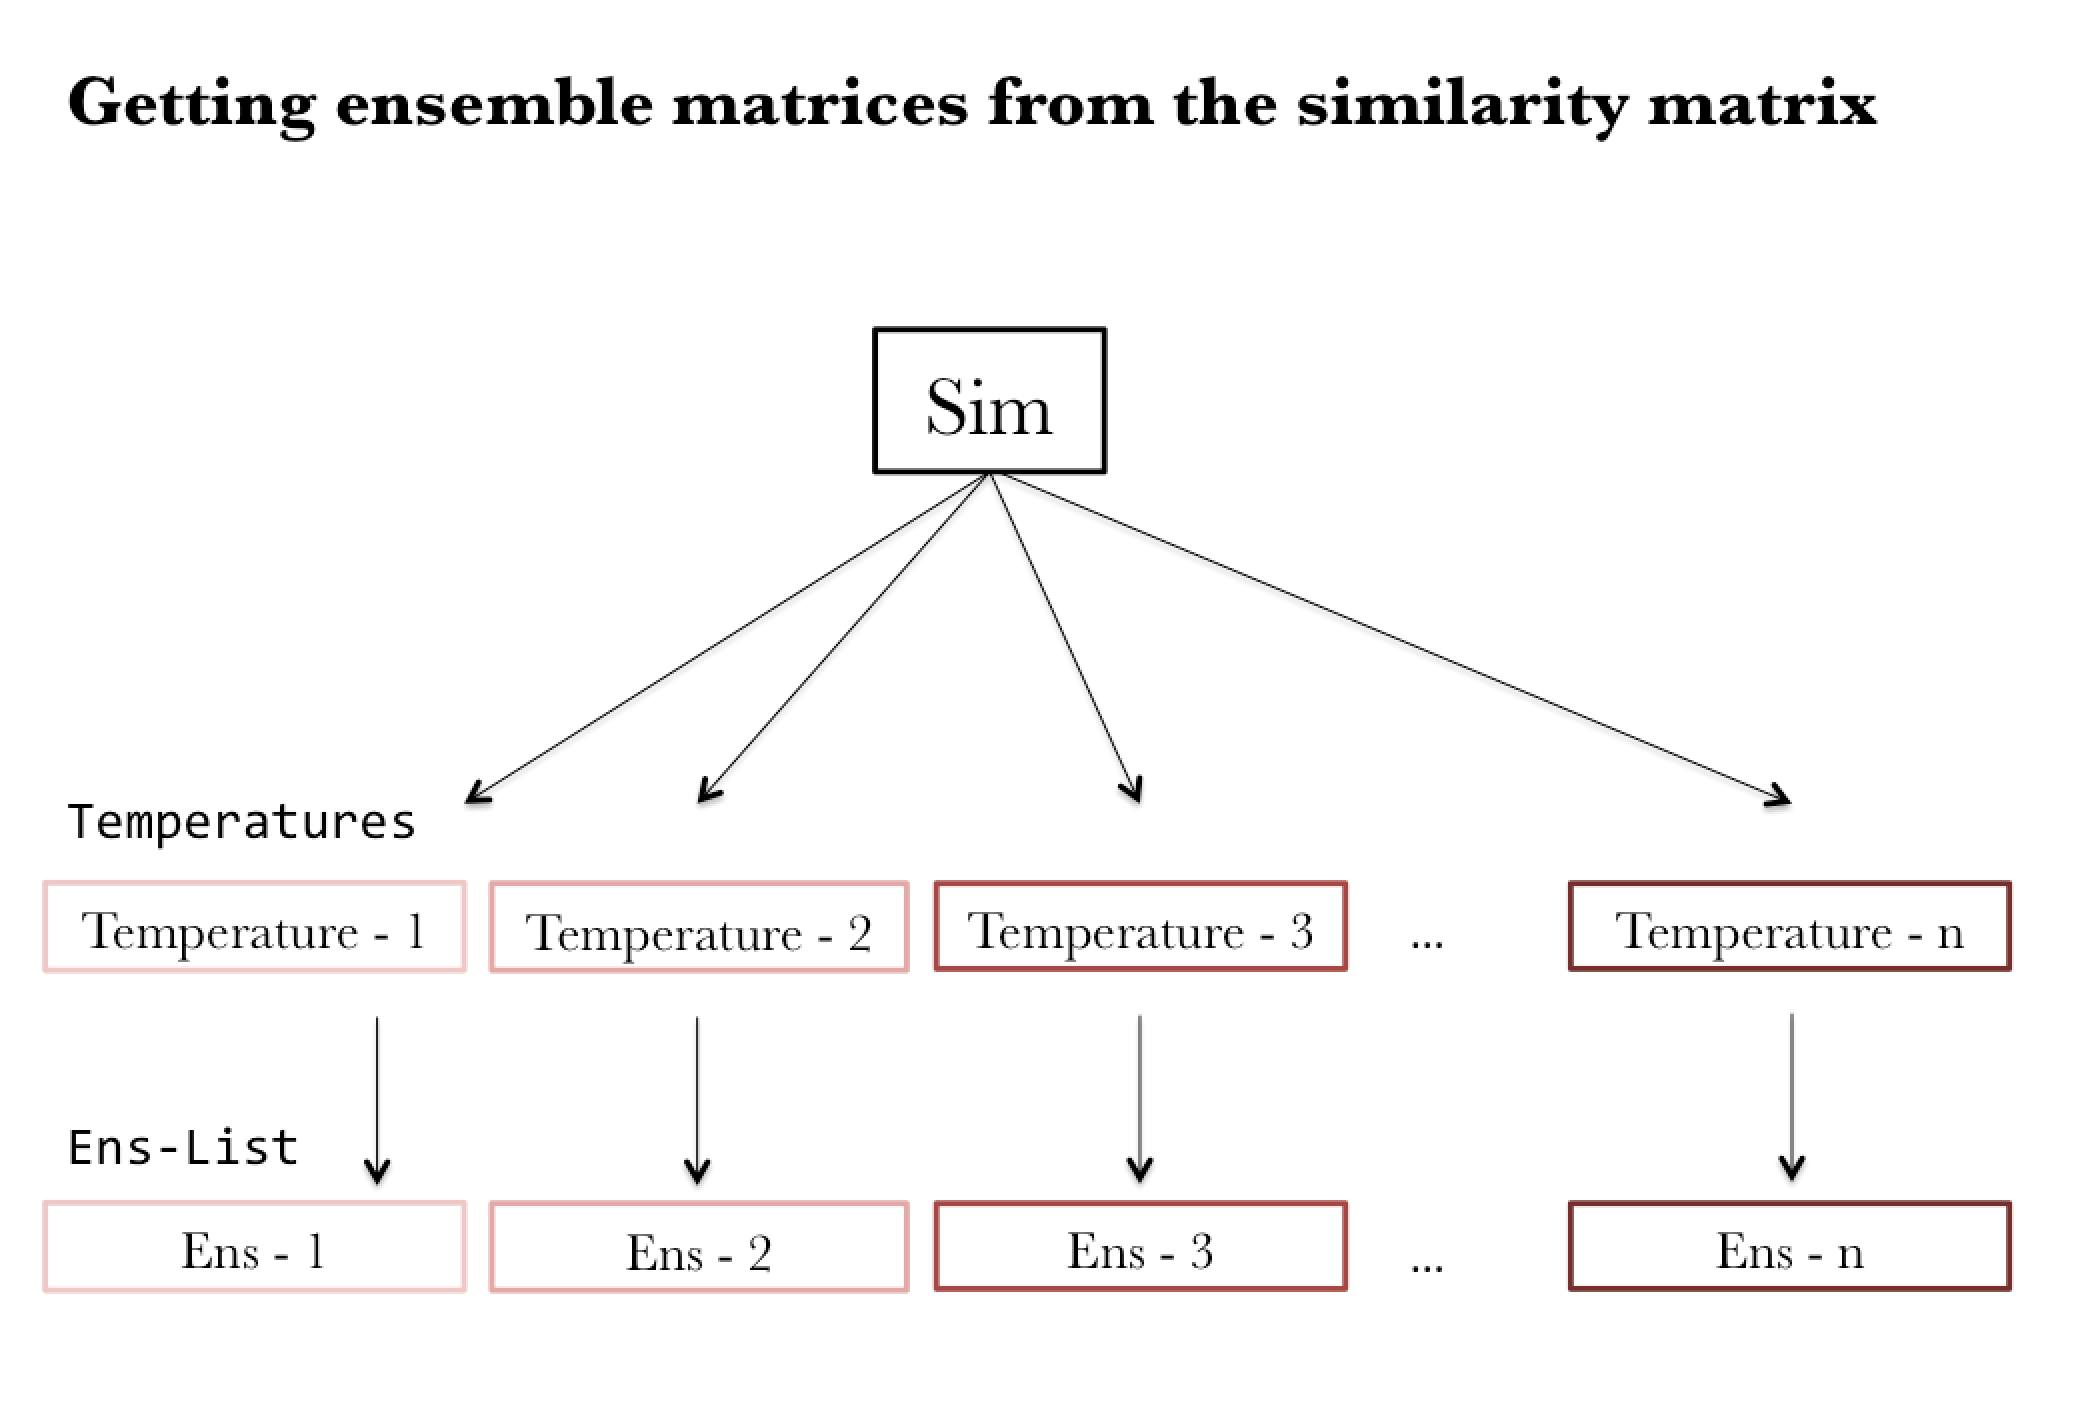 Getting ensemble matrices from the similarity matrix
Sim
Temperatures
Temperature - 1 Temperature - 2 Temperature - 3 ... Temperature - n
Ens-List
Ens - 1 Ens - 2 Ens - 3 ... Ens - n